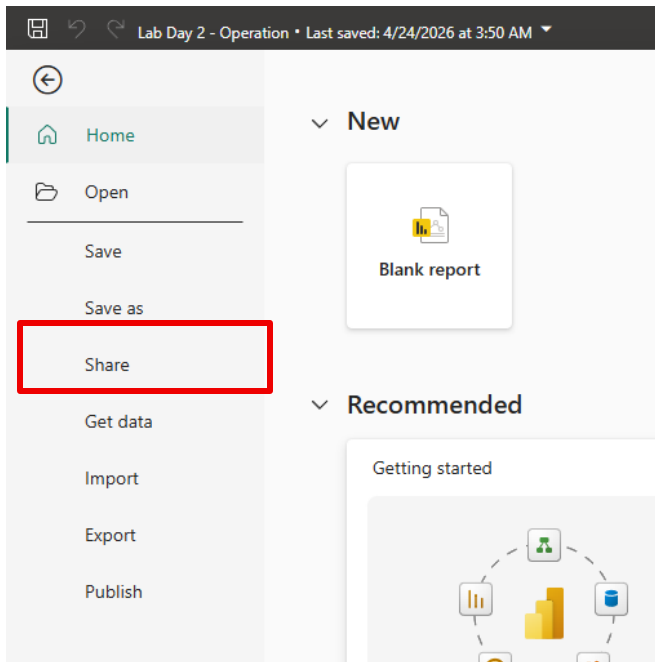 Lab Day 2 - Operation • Last saved: 4/24/2026 at 3:50 AM
Home
Open
Save
Save as
Share
Get data
Import
Export
Publish
New
Blank report
Recommended
Getting started